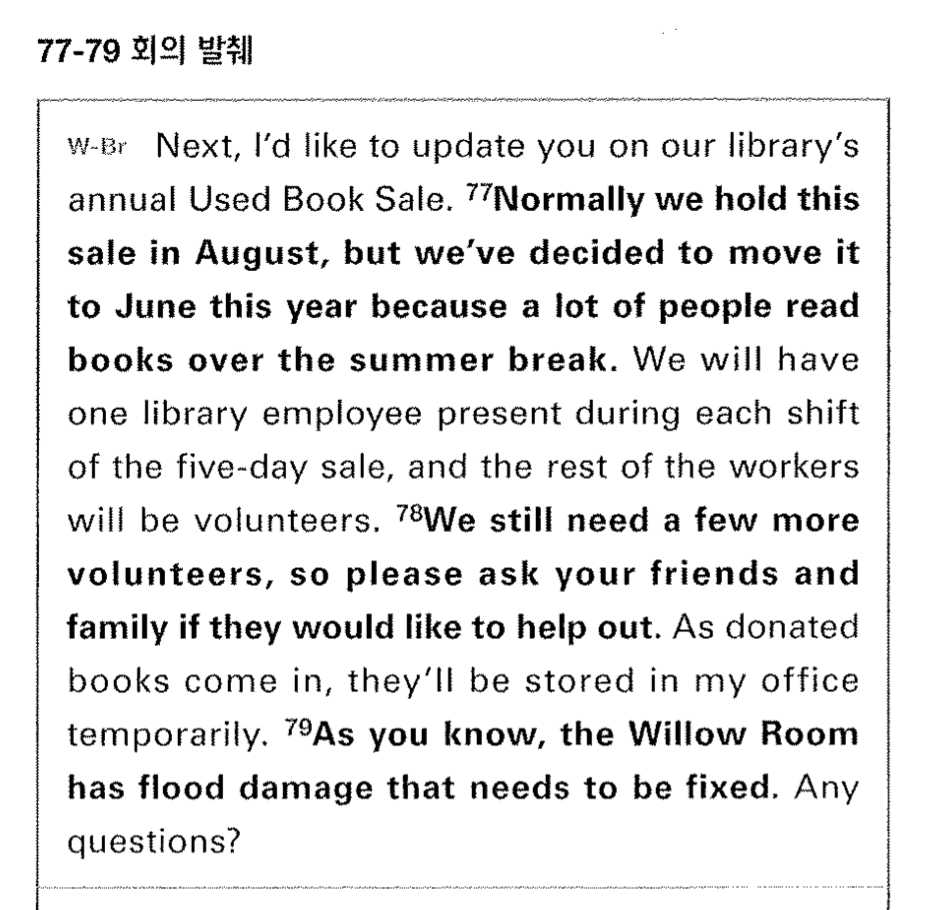 77-79 회의 발췌
W-Br Next, I'd like to update you on our library's
annual Used Book Sale. 77Normally we hold this
sale in August, but we've decided to move it
to June this year because a lot of people read
books over the summer break. We will have
one library employee present during each shift
of the five-day sale, and the rest of the workers
will be volunteers. 78We still need a few more
volunteers, so please ask your friends and
family if they would like to help out. As donated
books come in, they'll be stored in my office
temporarily. 79As you know, the Willow Room
has flood damage that needs to be fixed. Any
questions?